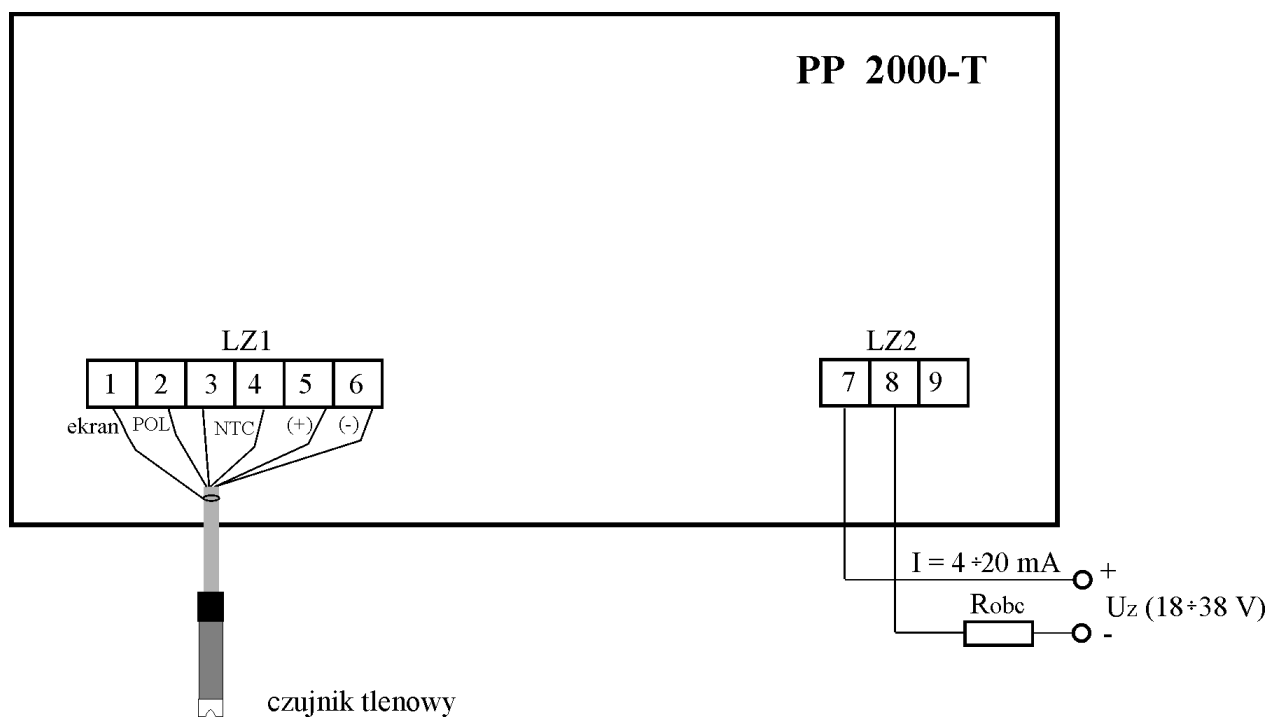 PP 2000-T
LZ1
1 2 3 4 5 6
ekran POL NTC (+) (-)
LZ2
7 8 9
I = 4÷20 mA
+
Robc
Uz (18÷38 V)
-
czujnik tlenowy